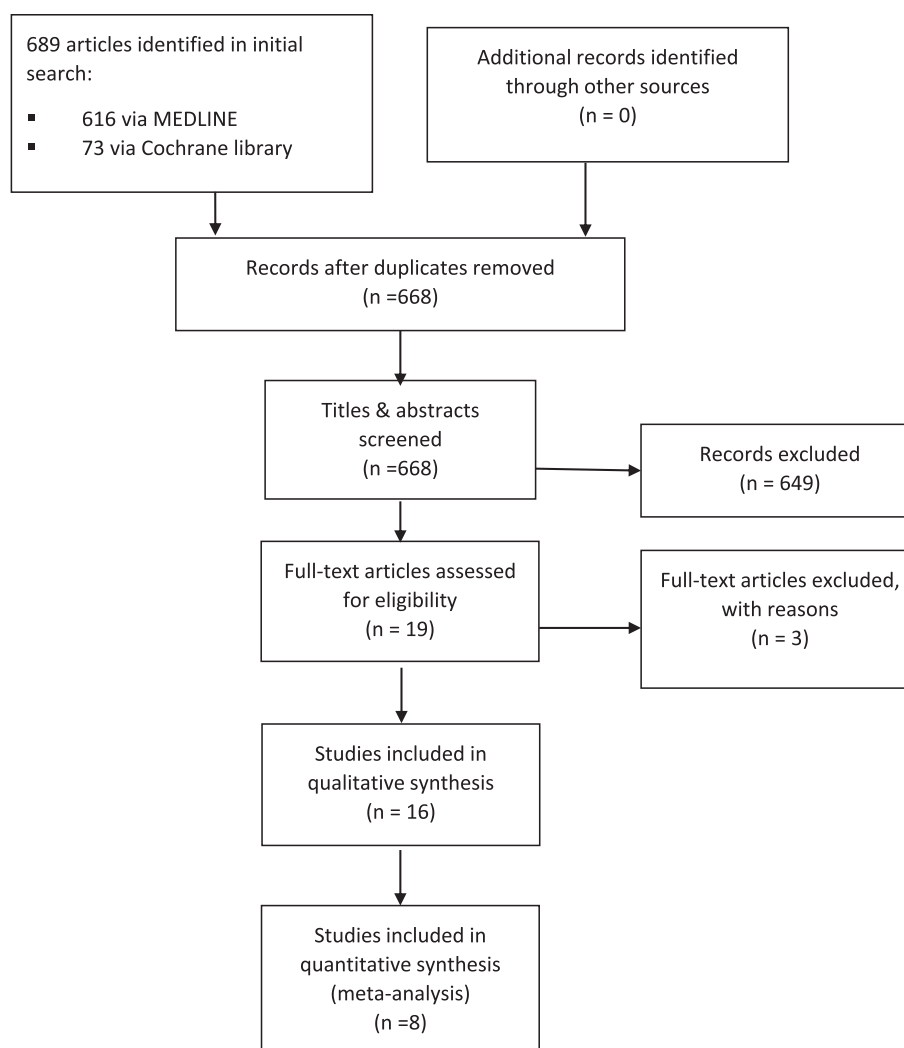 689 articles identified in initial
search:
▪ 616 via MEDLINE
▪ 73 via Cochrane library
Additional records identified
through other sources
(n = 0)
Records after duplicates removed
(n =668)
Titles & abstracts
screened
(n =668)
Records excluded
(n = 649)
Full-text articles assessed
for eligibility
(n = 19)
Full-text articles excluded,
with reasons
(n = 3)
Studies included in
qualitative synthesis
(n = 16)
Studies included in
quantitative synthesis
(meta-analysis)
(n =8)